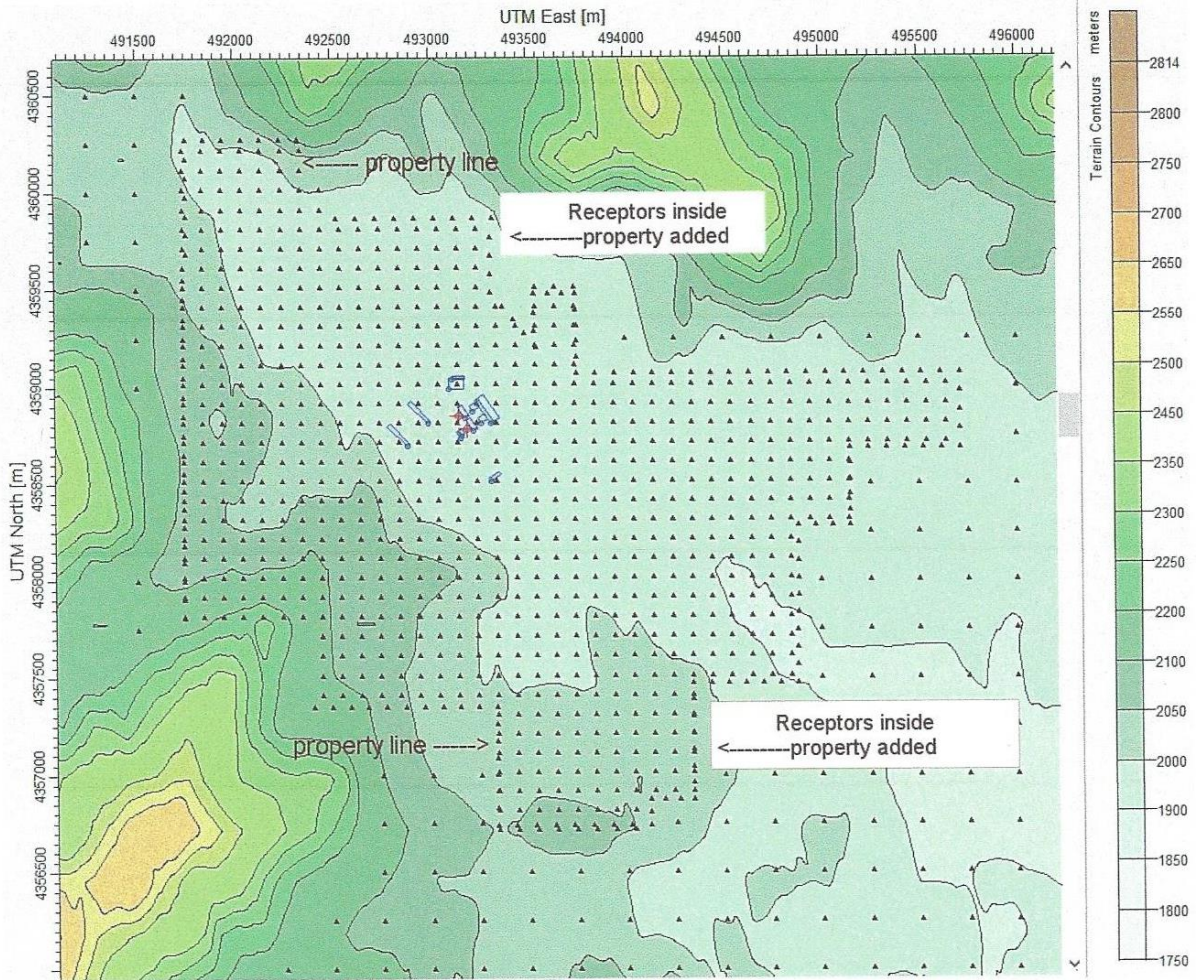 UTM East [m]
491500 492000 492500 493000 493500 494000 494500 495000 495500 496000
UTM North [m]
4360500
4360000
4359500
4359000
4358500
4358000
4357500
4357000
4356500
<----- property line
Receptors inside
<---------property added
property line ----->
Receptors inside
<---------property added
Terrain Contours meters
2814
2800
2750
2700
2650
2550
2500
2450
2350
2300
2250
2200
2100
2050
2000
1900
1850
1800
1750